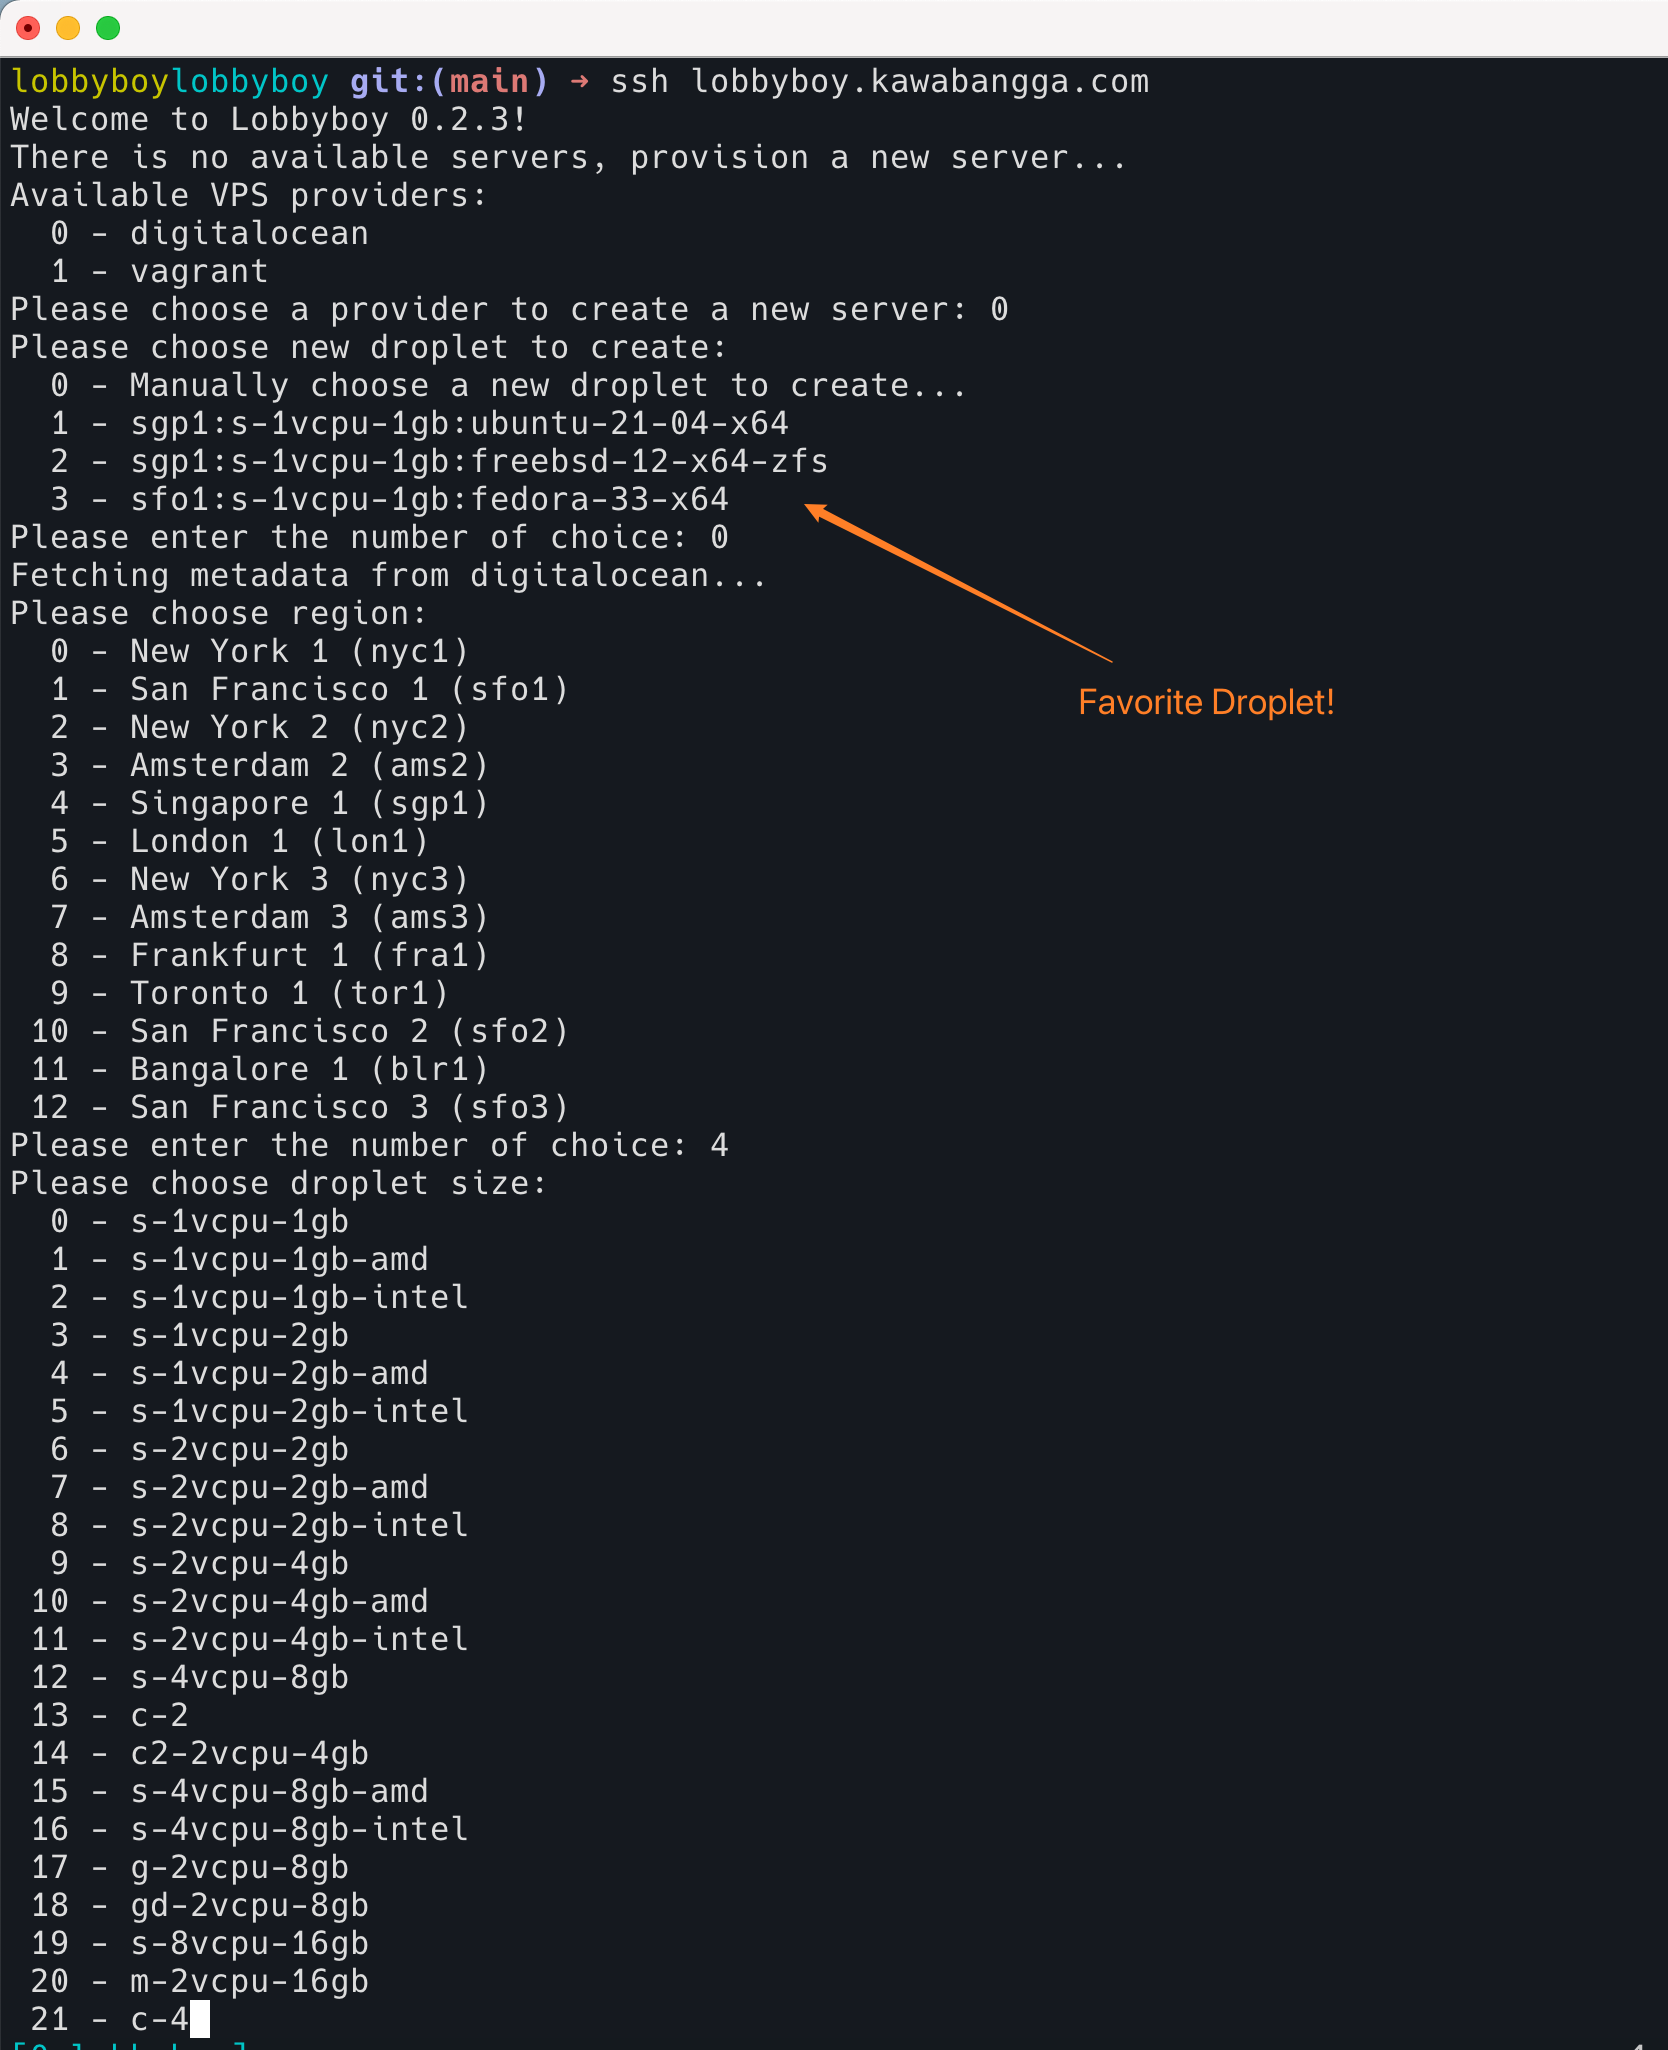 lobbyboylobbyboy git:(main) → ssh lobbyboy.kawabangga.com
Welcome to Lobbyboy 0.2.3!
There is no available servers, provision a new server...
Available VPS providers:
0 - digitalocean
1 - vagrant
Please choose a provider to create a new server: 0
Please choose new droplet to create:
0 - Manually choose a new droplet to create...
1 - sgp1:s-1vcpu-1gb:ubuntu-21-04-x64
2 - sgp1:s-1vcpu-1gb:freebsd-12-x64-zfs
3 - sfo1:s-1vcpu-1gb:fedora-33-x64
Please enter the number of choice: 0
Fetching metadata from digitalocean...
Please choose region:
0 - New York 1 (nyc1)
1 - San Francisco 1 (sfo1)
Favorite Droplet!
2 - New York 2 (nyc2)
3 - Amsterdam 2 (ams2)
4 - Singapore 1 (sgp1)
5 - London 1 (lon1)
6 - New York 3 (nyc3)
7 - Amsterdam 3 (ams3)
8 - Frankfurt 1 (fra1)
9 - Toronto 1 (tor1)
10 - San Francisco 2 (sfo2)
11 - Bangalore 1 (blr1)
12 - San Francisco 3 (sfo3)
Please enter the number of choice: 4
Please choose droplet size:
0 - s-1vcpu-1gb
1 - s-1vcpu-1gb-amd
2 - s-1vcpu-1gb-intel
3 - s-1vcpu-2gb
4 - s-1vcpu-2gb-amd
5 - s-1vcpu-2gb-intel
6 - s-2vcpu-2gb
7 - s-2vcpu-2gb-amd
8 - s-2vcpu-2gb-intel
9 - s-2vcpu-4gb
10 - s-2vcpu-4gb-amd
11 - s-2vcpu-4gb-intel
12 - s-4vcpu-8gb
13 - c-2
14 - c2-2vcpu-4gb
15 - s-4vcpu-8gb-amd
16 - s-4vcpu-8gb-intel
17 - g-2vcpu-8gb
18 - gd-2vcpu-8gb
19 - s-8vcpu-16gb
20 - m-2vcpu-16gb
21 - c-4